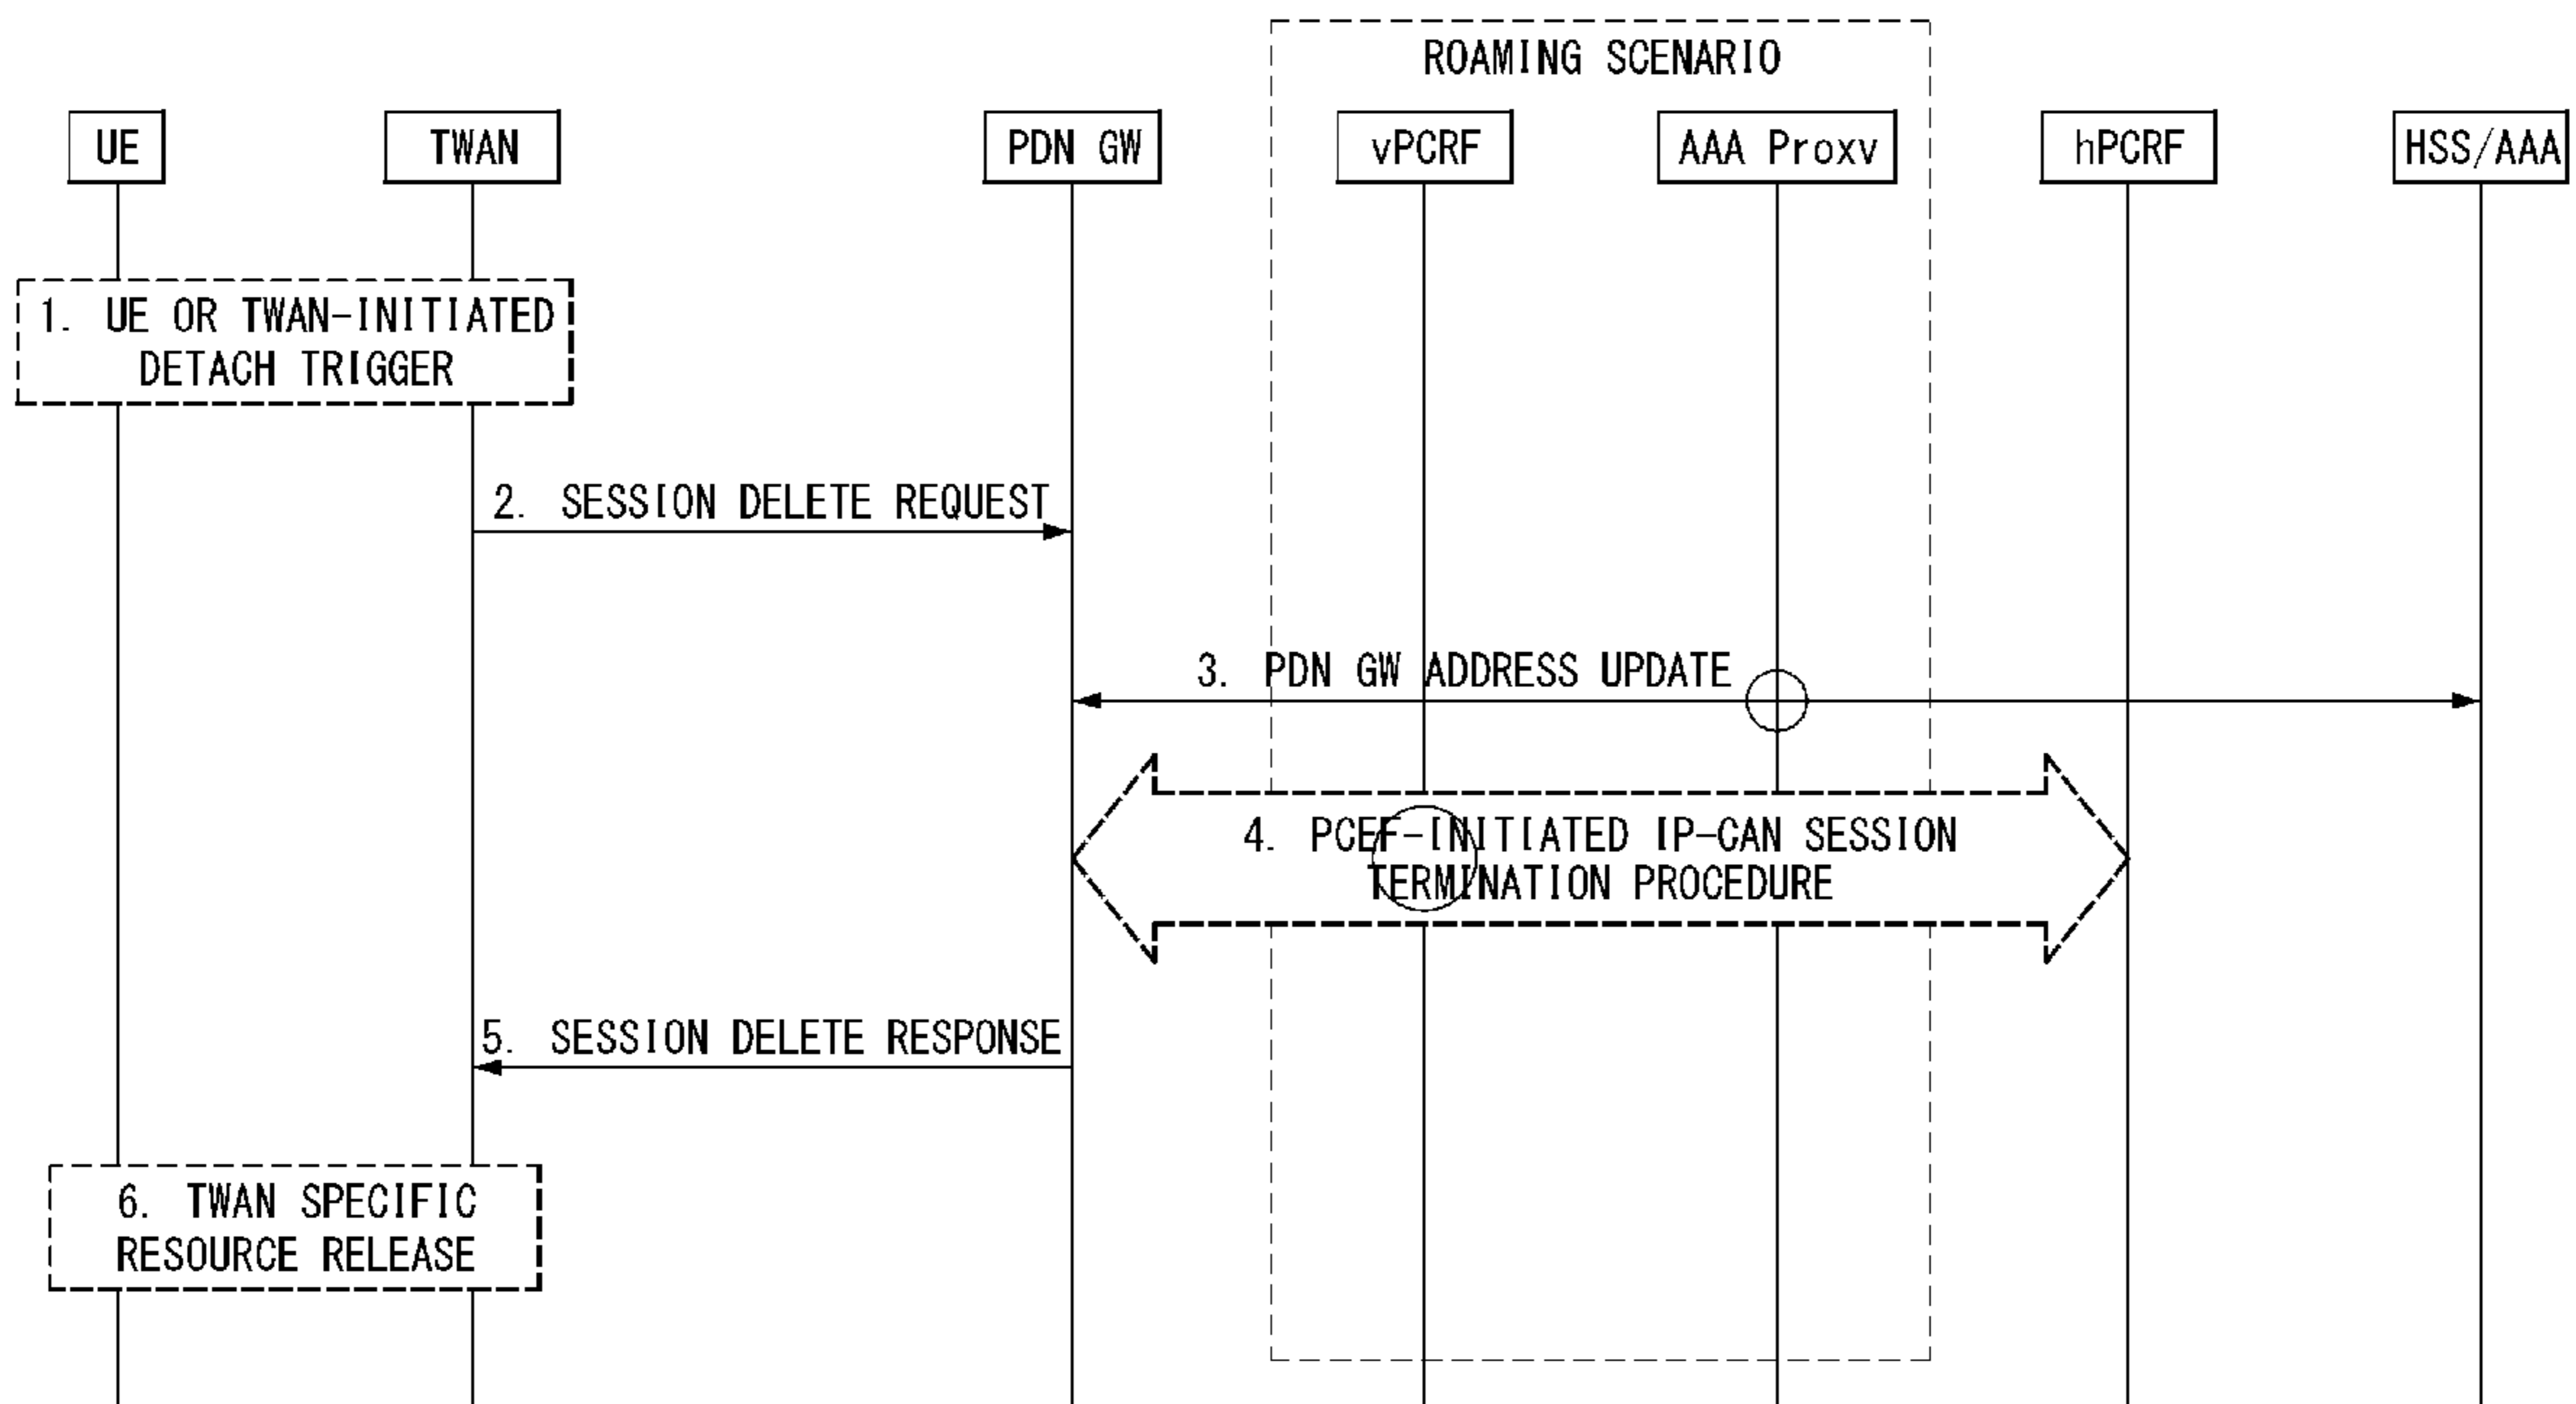 ROAMING SCENARIO
UE
TWAN
PDN GW
vPCRF
AAA Proxv
hPCRF
HSS/AAA
1. UE OR TWAN-INITIATED
DETACH TRIGGER
2. SESSION DELETE REQUEST
3. PDN GW ADDRESS UPDATE
4. PCEF-INITIATED IP-CAN SESSION
TERMINATION PROCEDURE
5. SESSION DELETE RESPONSE
6. TWAN SPECIFIC
RESOURCE RELEASE